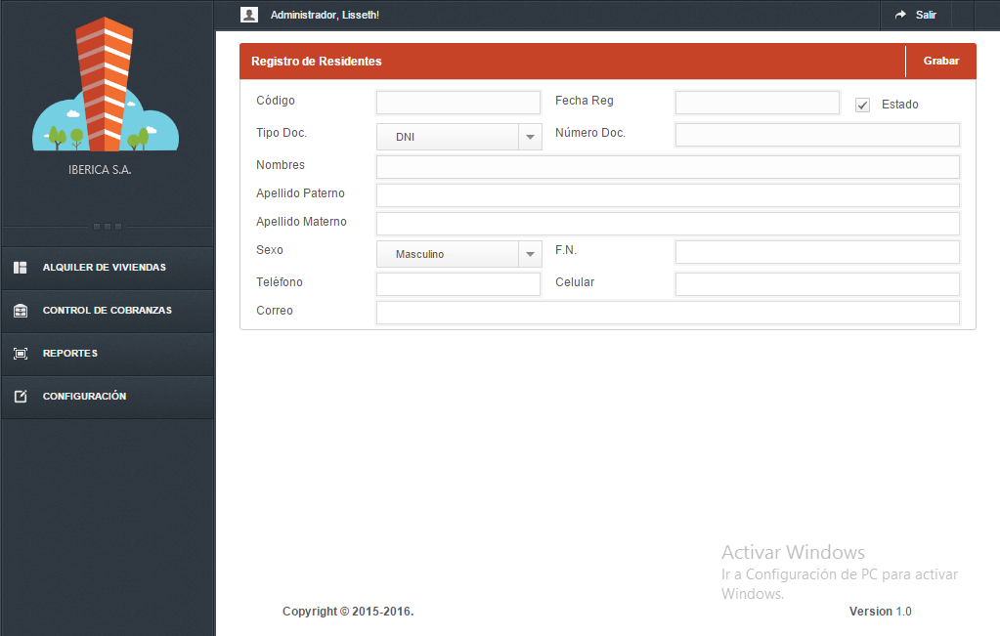 Administrador, Lisseth!
Salir
IBERICA S.A.
ALQUILER DE VIVIENDAS
CONTROL DE COBRANZAS
REPORTES
CONFIGURACIÓN
Registro de Residentes
Grabar
Código
Fecha Reg
Estado
Tipo Doc.
DNI
Número Doc.
Nombres
Apellido Paterno
Apellido Materno
Sexo
Masculino
F.N.
Teléfono
Celular
Correo
Activar Windows
Ir a Configuración de PC para activar
Windows.
Copyright © 2015-2016.
Version 1.0